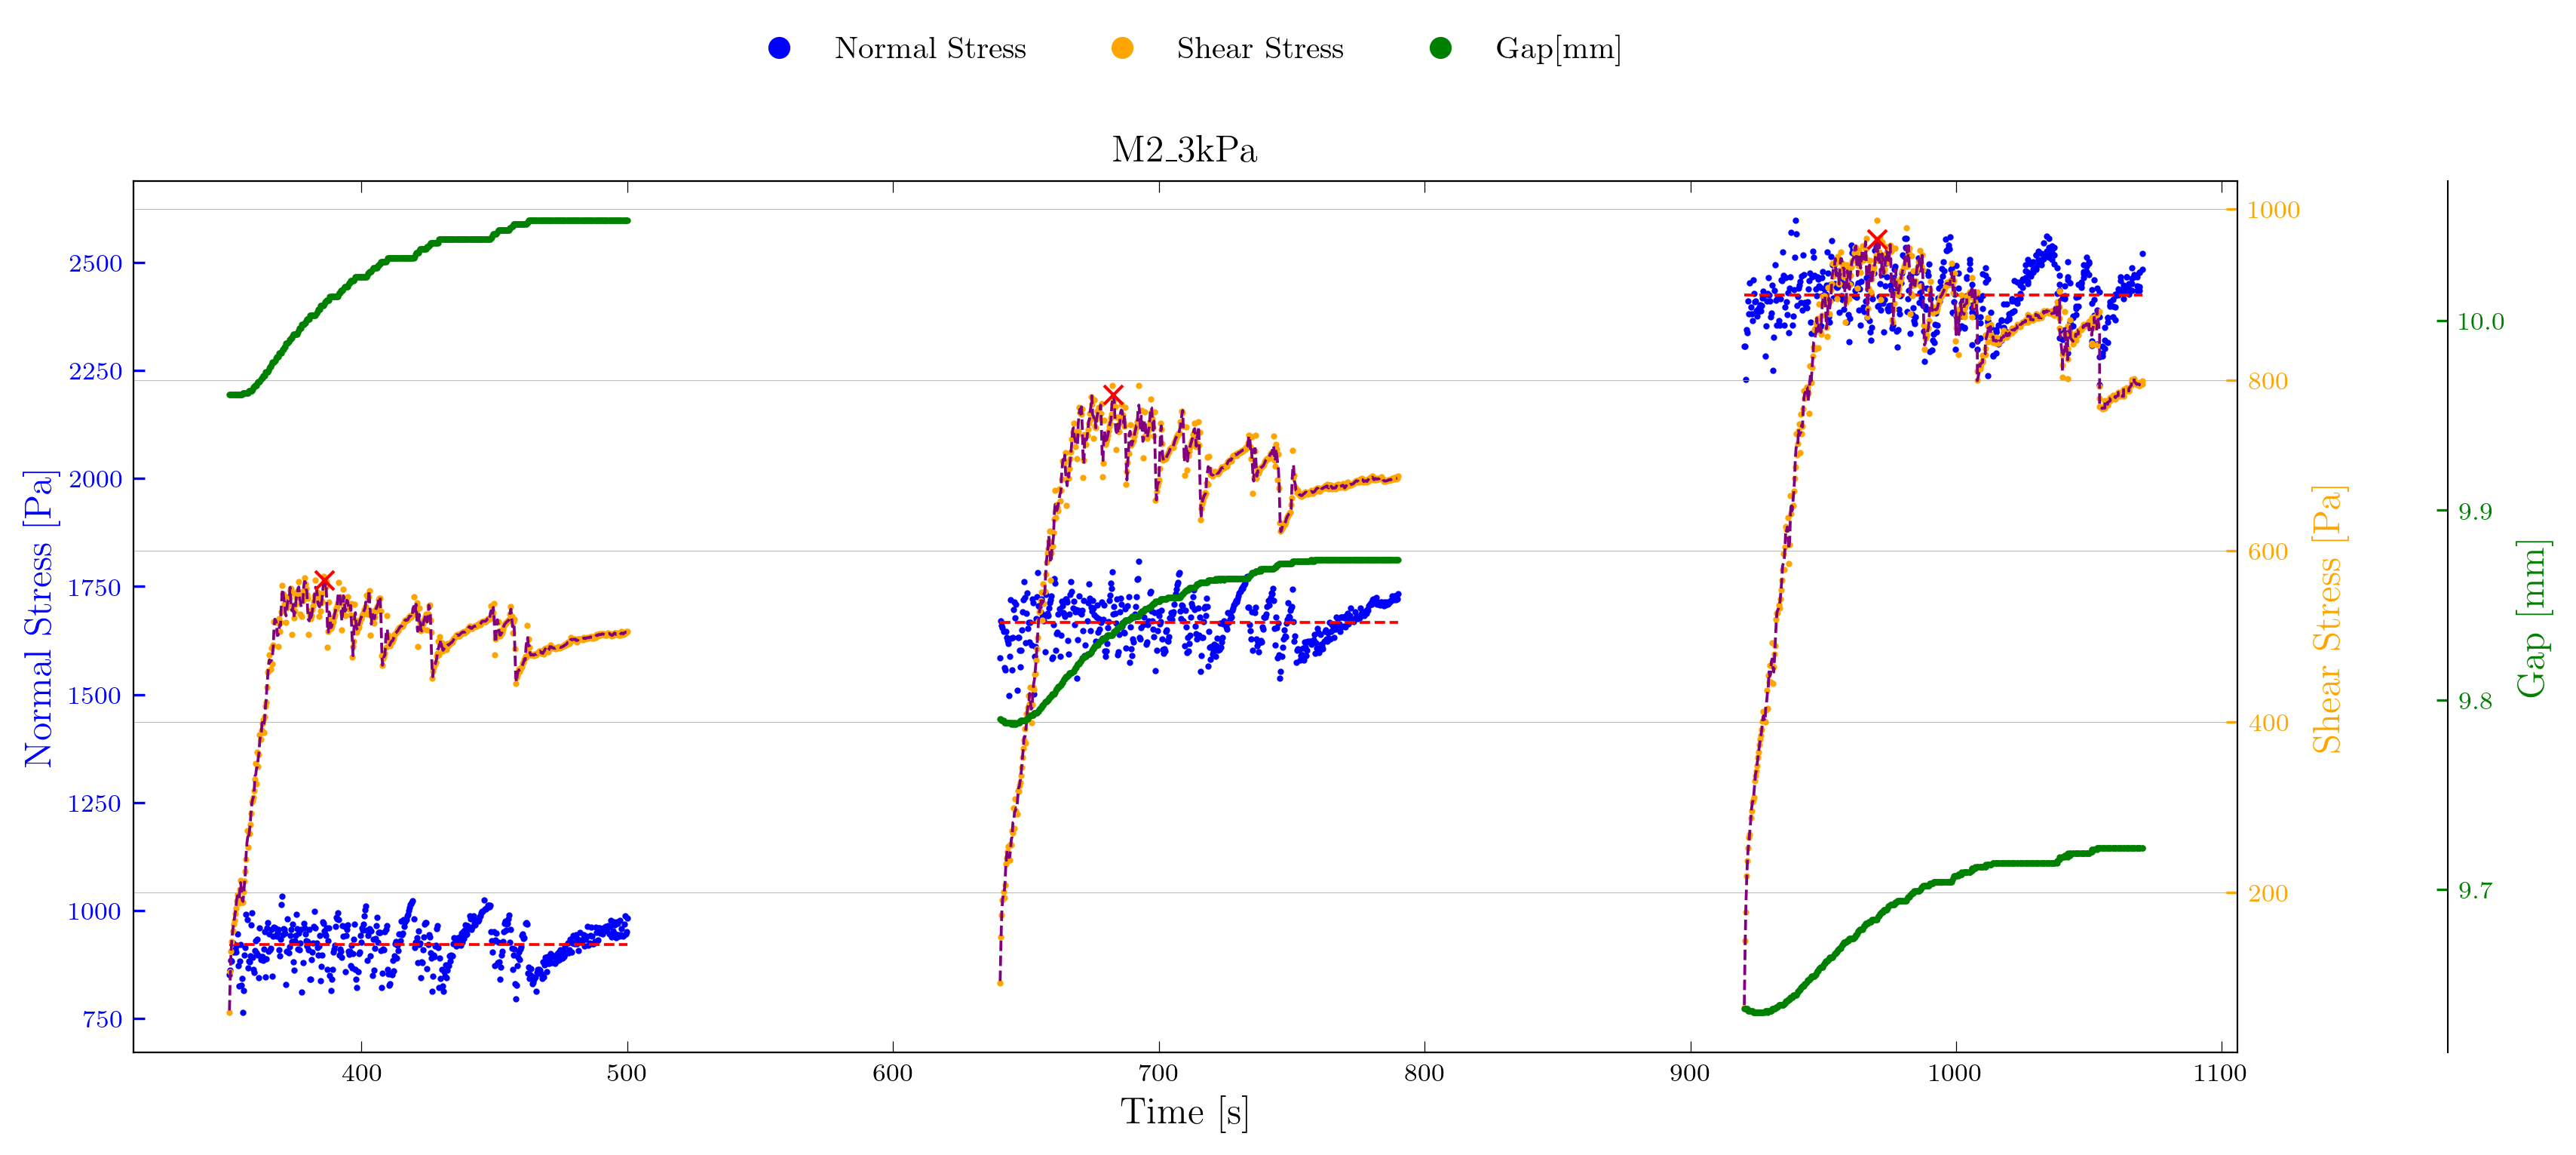 Normal Stress
Shear Stress
Gap[mm]
M2_3kPa
Normal Stress [Pa]
2500
2250
2000
1750
1500
1250
1000
750
1000
800
600
400
200
Shear Stress [Pa]
10.0
9.9
9.8
9.7
Gap [mm]
400 500 600 700 800 900 1000 1100
Time [s]